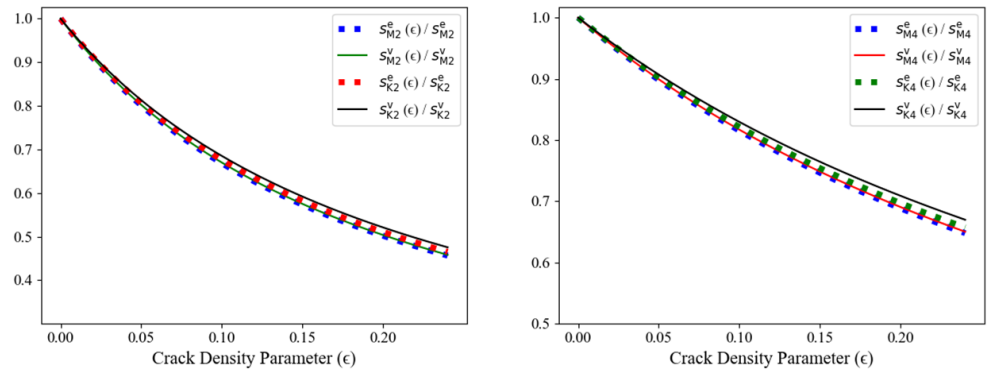 1.0
0.9
0.8
0.7
0.6
0.5
0.4
0.00
0.05
0.10
0.15
0.20
Crack Density Parameter (ϵ)
s^e_M2 (ϵ) / s^e_M2
s^v_M2 (ϵ) / s^v_M2
s^e_K2 (ϵ) / s^e_K2
s^v_K2 (ϵ) / s^v_K2
1.0
0.9
0.8
0.7
0.6
0.5
0.00
0.05
0.10
0.15
0.20
Crack Density Parameter (ϵ)
s^e_M4 (ϵ) / s^e_M4
s^v_M4 (ϵ) / s^v_M4
s^e_K4 (ϵ) / s^e_K4
s^v_K4 (ϵ) / s^v_K4